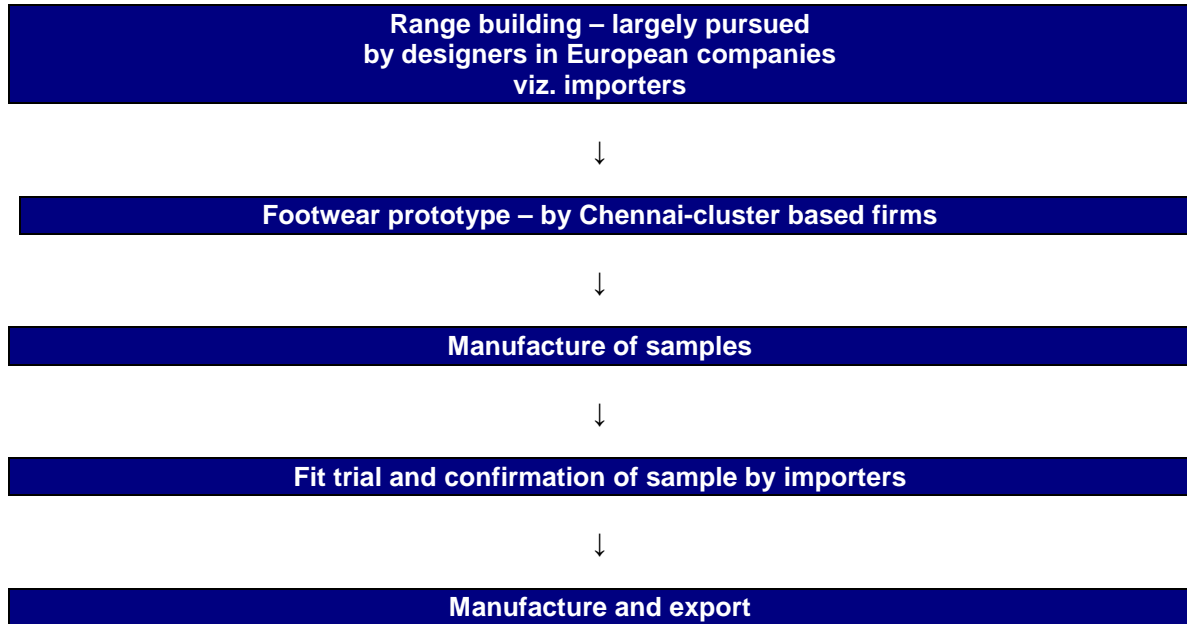 Range building – largely pursued
by designers in European companies
viz. importers
↓
Footwear prototype – by Chennai-cluster based firms
↓
Manufacture of samples
↓
Fit trial and confirmation of sample by importers
↓
Manufacture and export